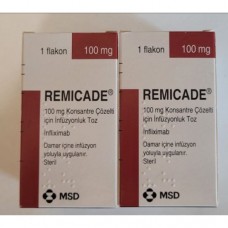 1 flakon 100 mg
REMICADE®
100 mg Konsantre Çözelti
için İnfüzyonluk Toz
İnfliksimab
Damar içine infüzyon
yoluyla uygulanır.
Steril
MSD
1 flakon 100 mg
REMICADE®
100 mg Konsantre Çözelti
için İnfüzyonluk Toz
İnfliksimab
Damar içine infüzyon
yoluyla uygulanır.
Steril
MSD